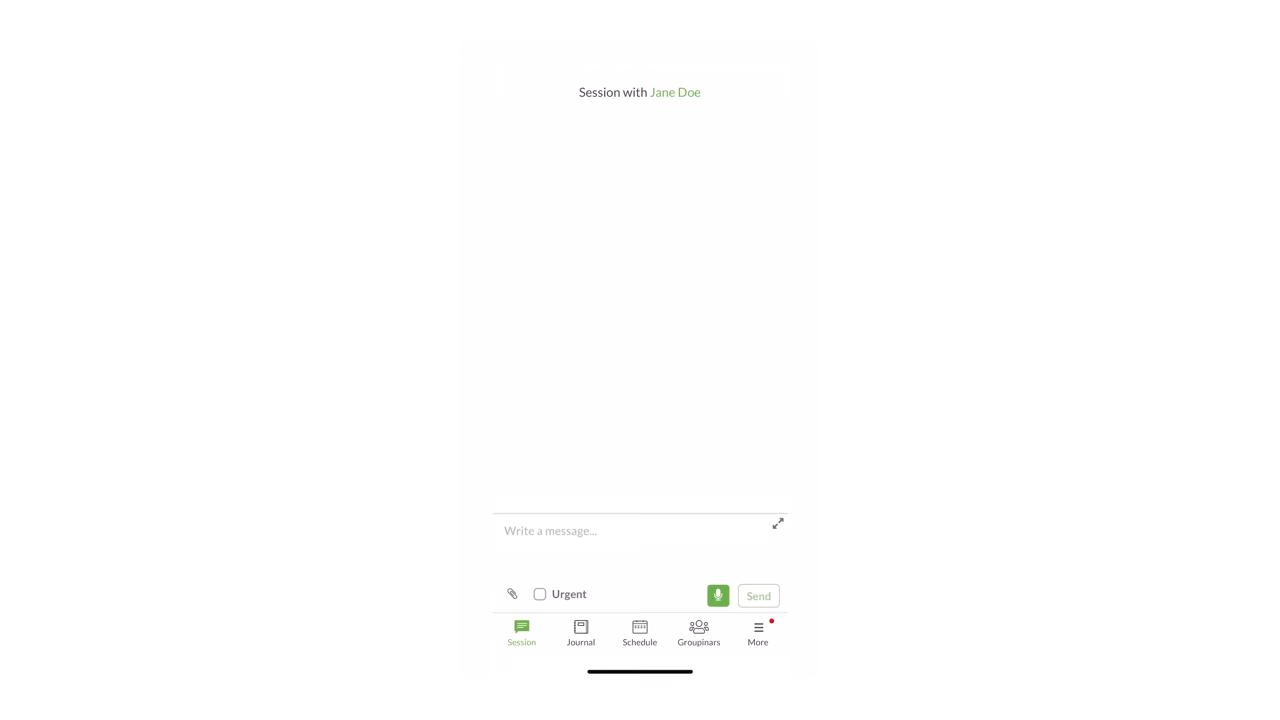 Session with Jane Doe
Write a message...
Urgent
Send
Session
Journal
Schedule
Groupinars
More